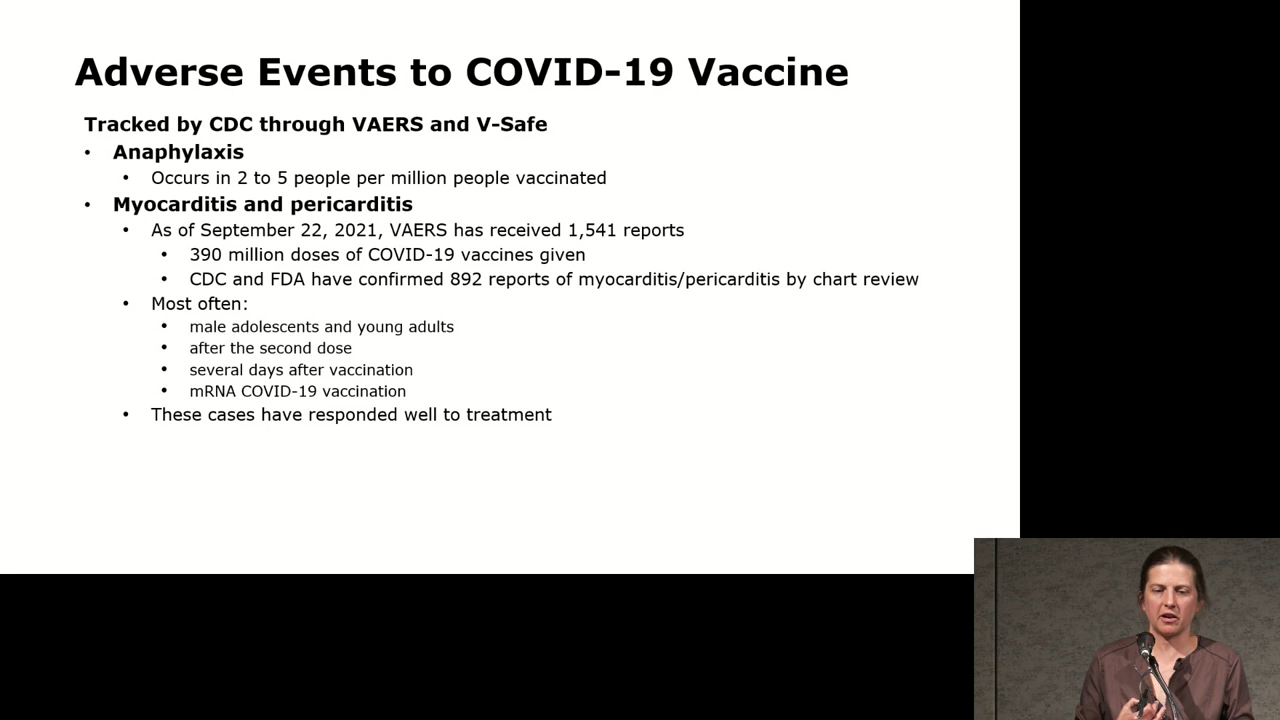 Adverse Events to COVID-19 Vaccine
Tracked by CDC through VAERS and V-Safe
• Anaphylaxis
• Occurs in 2 to 5 people per million people vaccinated
• Myocarditis and pericarditis
• As of September 22, 2021, VAERS has received 1,541 reports
• 390 million doses of COVID-19 vaccines given
• CDC and FDA have confirmed 892 reports of myocarditis/pericarditis by chart review
• Most often:
• male adolescents and young adults
• after the second dose
• several days after vaccination
• mRNA COVID-19 vaccination
• These cases have responded well to treatment